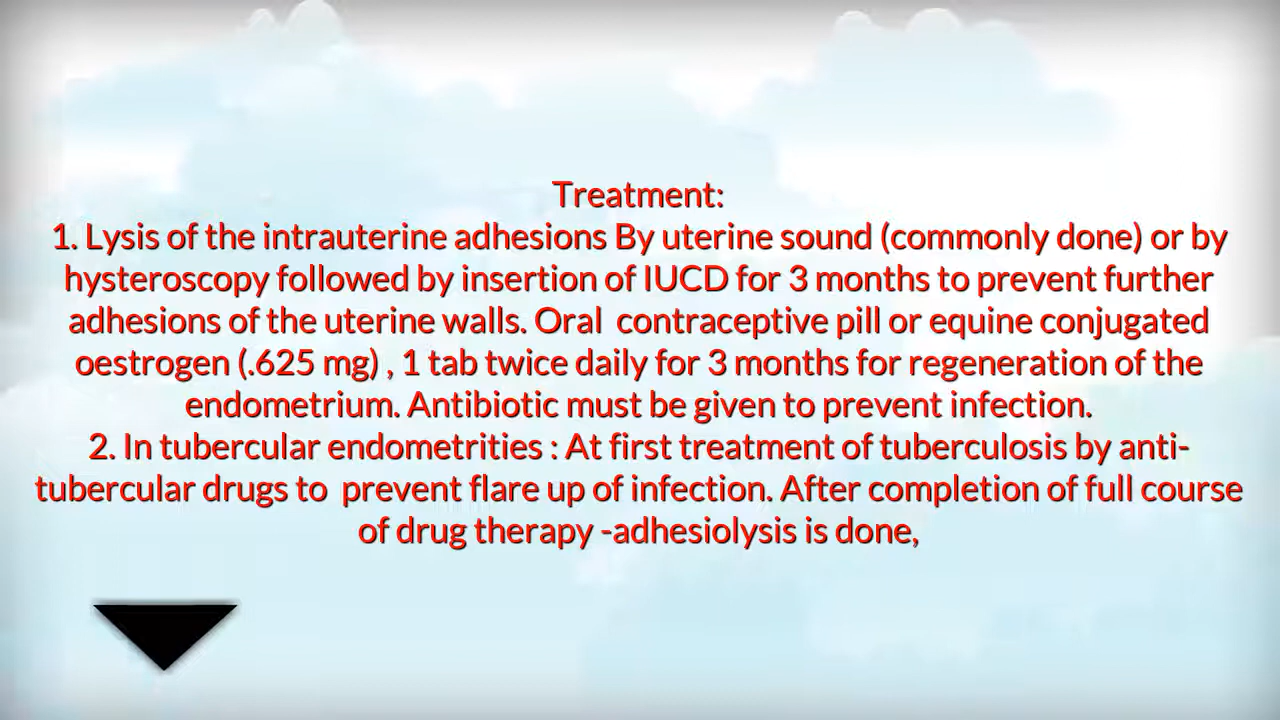 Treatment:
1. Lysis of the intrauterine adhesions By uterine sound (commonly done) or by
hysteroscopy followed by insertion of IUCD for 3 months to prevent further
adhesions of the uterine walls. Oral  contraceptive pill or equine conjugated
oestrogen (.625 mg) , 1 tab twice daily for 3 months for regeneration of the
endometrium. Antibiotic must be given to prevent infection.
2. In tubercular endometrities : At first treatment of tuberculosis by anti-
tubercular drugs to  prevent flare up of infection. After completion of full course
of drug therapy -adhesiolysis is done,